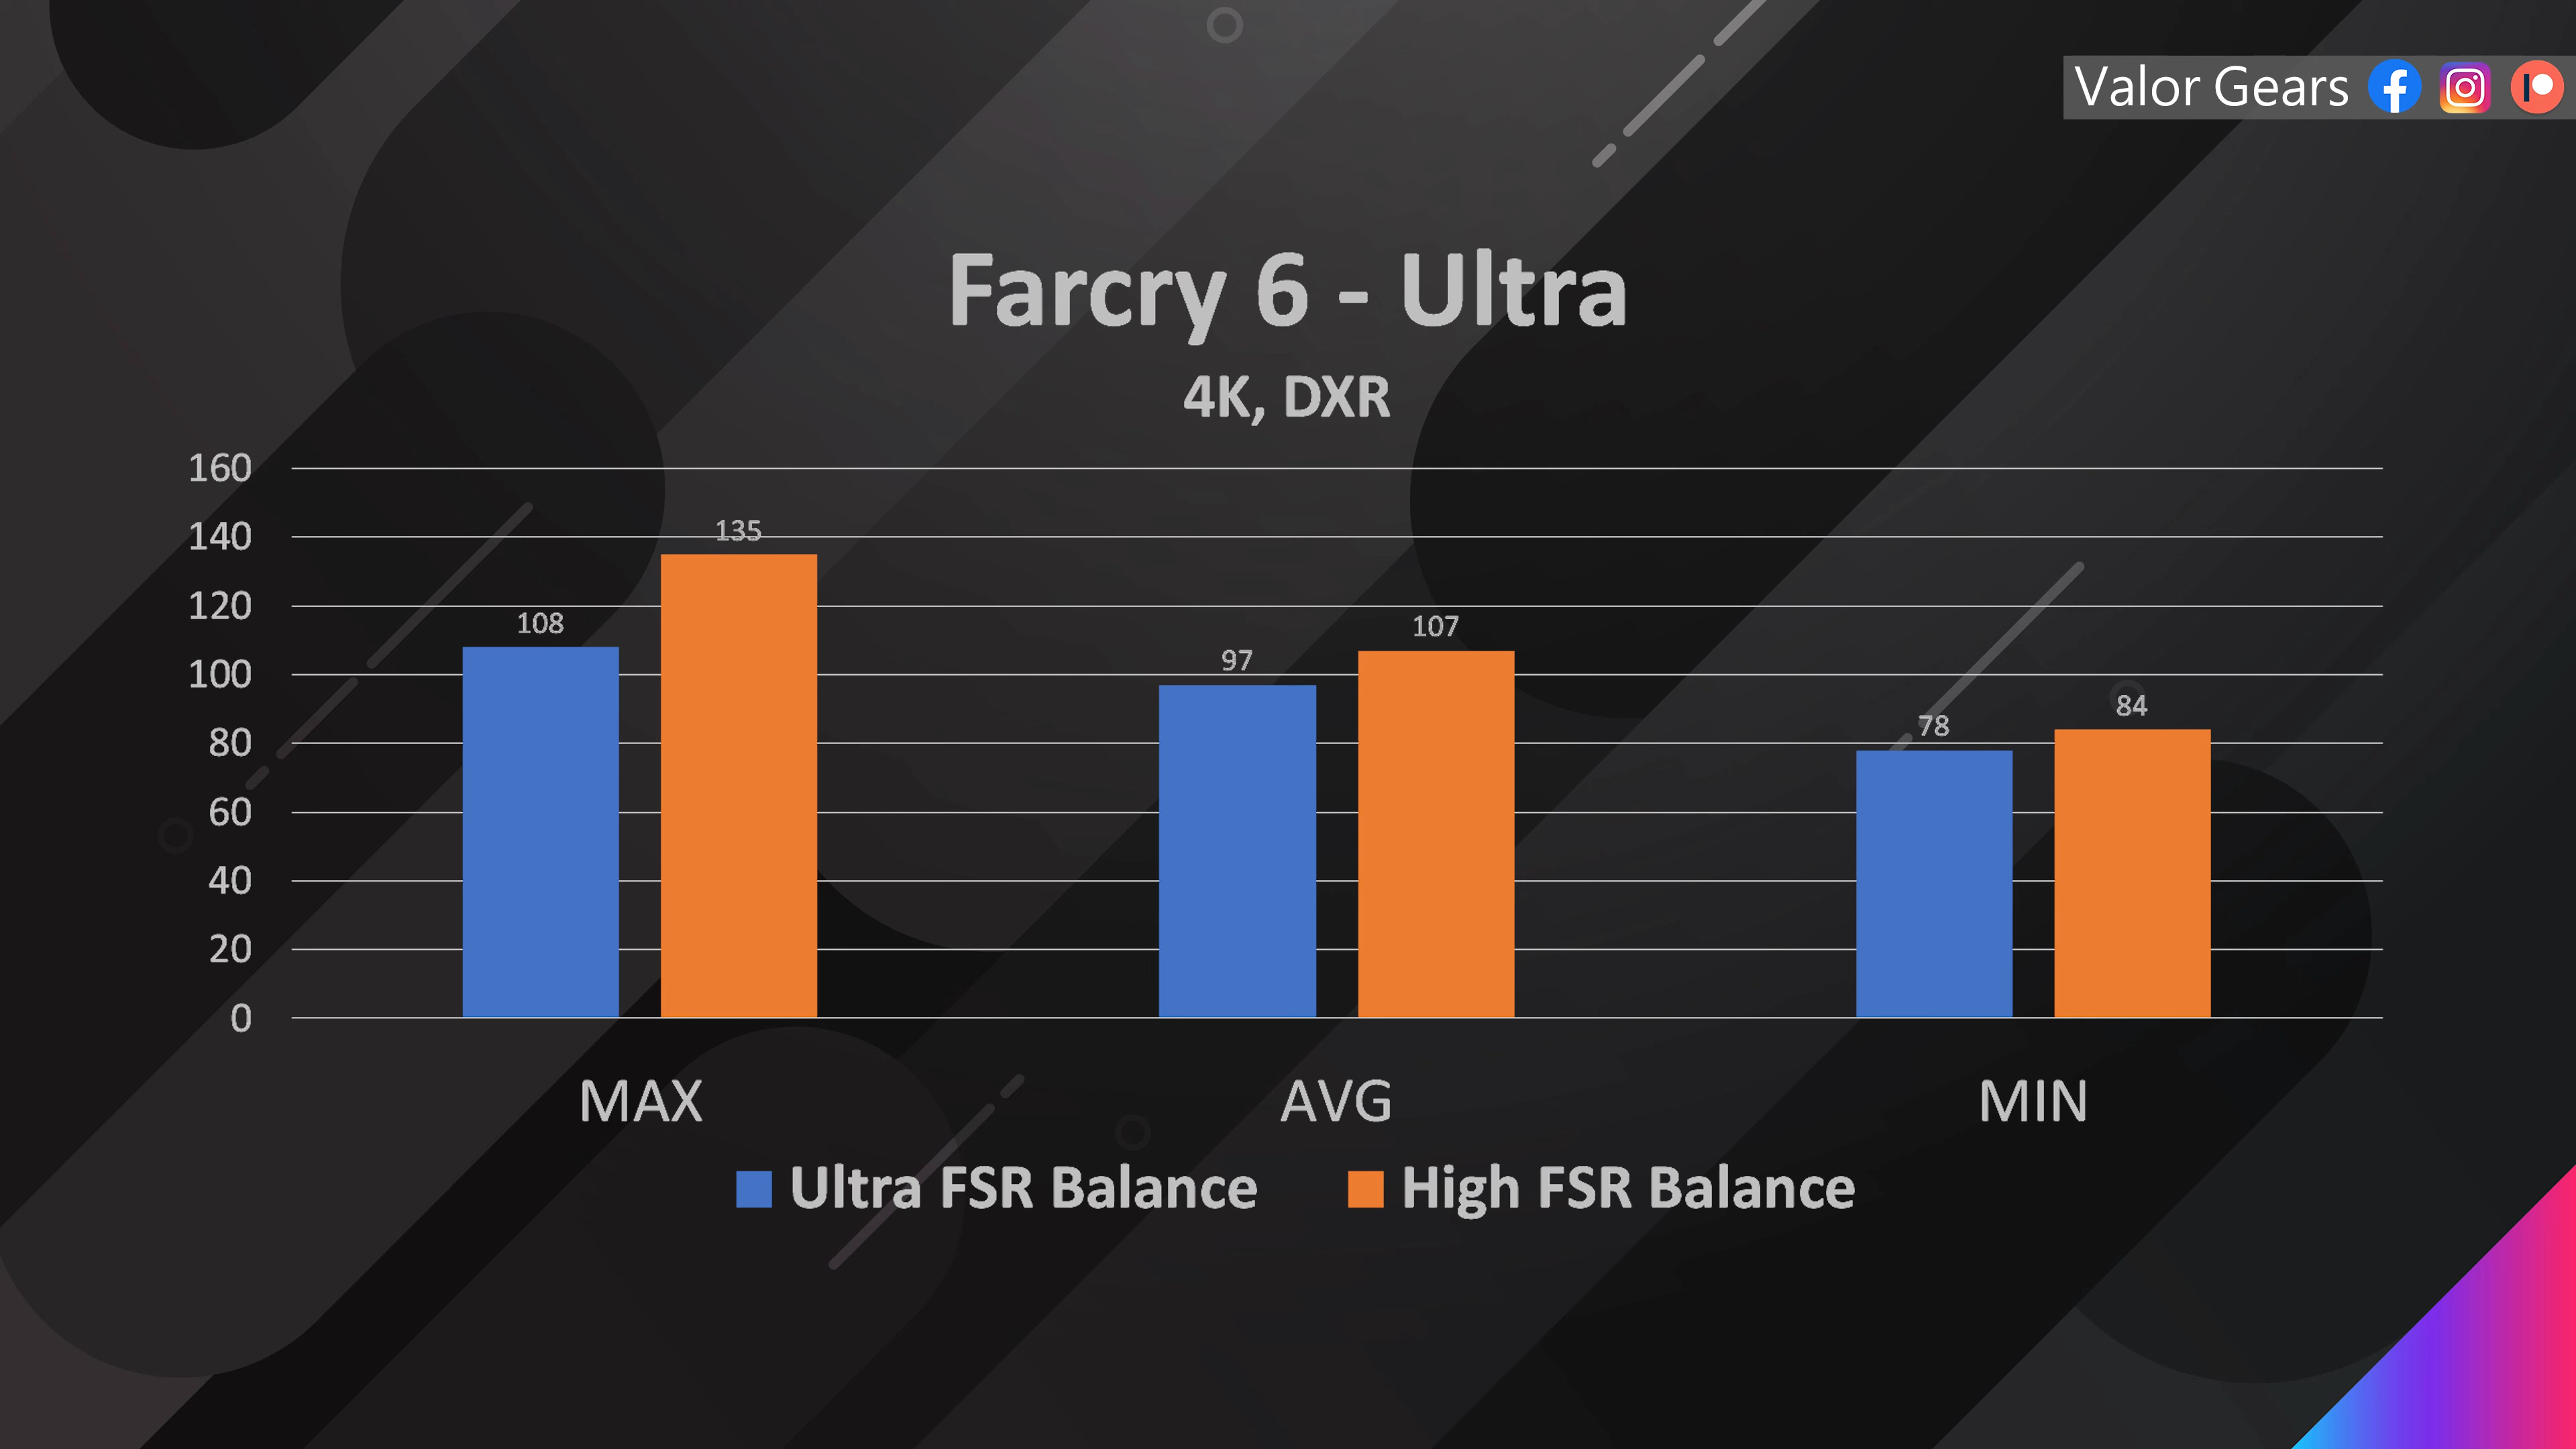 Valor Gears
Farcry 6 - Ultra
4K, DXR
160
140
120
100
80
60
40
20
0
108
135
97
107
78
84
MAX
AVG
MIN
Ultra FSR Balance
High FSR Balance